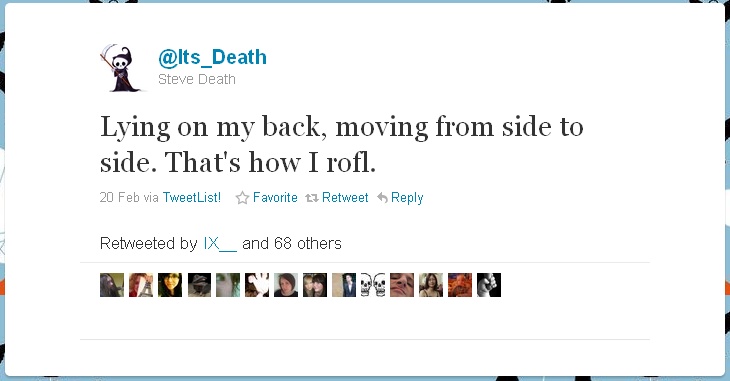 @Its_Death
Steve Death
Lying on my back, moving from side to
side. That's how I rofl.
20 Feb via TweetList! Favorite Retweet Reply
Retweeted by IX__ and 68 others